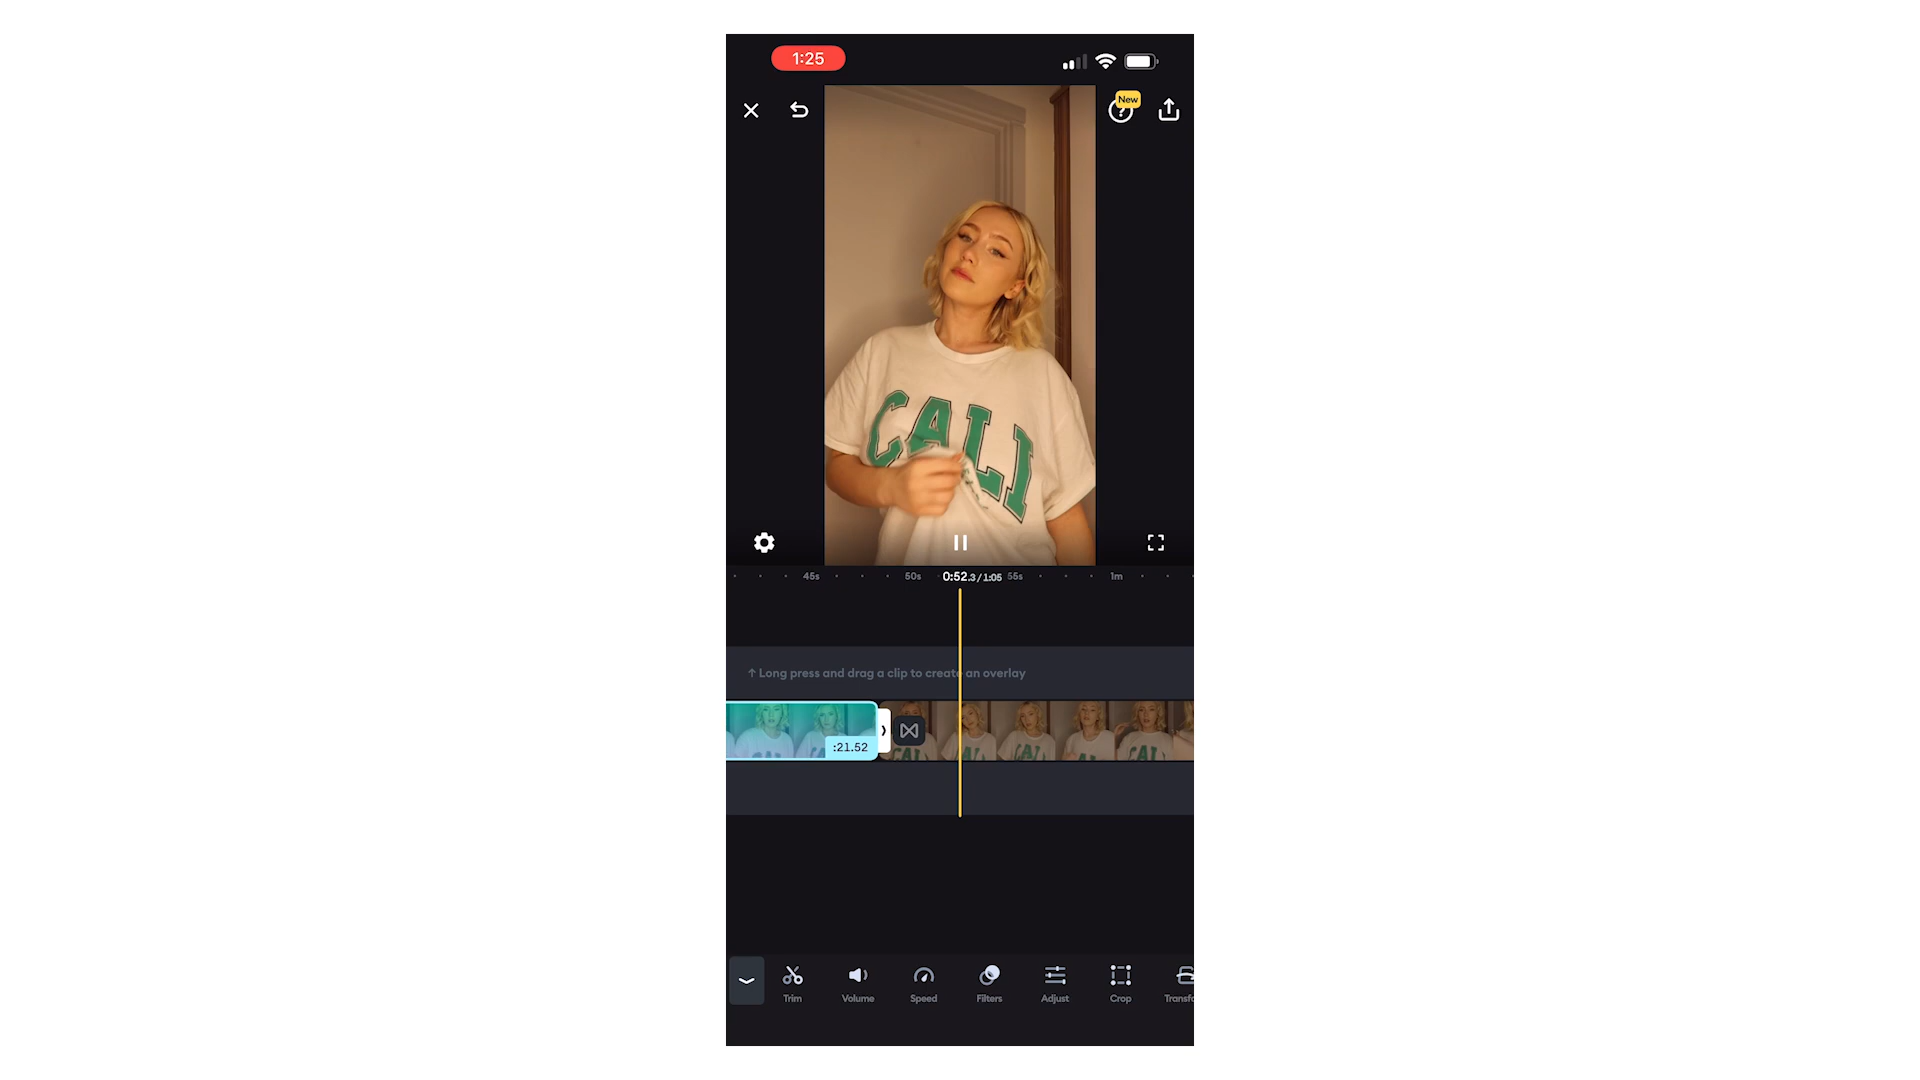 1:25
New
CALI
45s 50s 0:52.3 / 1:05 55s 1m
↑ Long press and drag a clip to create an overlay
:21.52
Trim Volume Speed Filters Adjust Crop Transfo